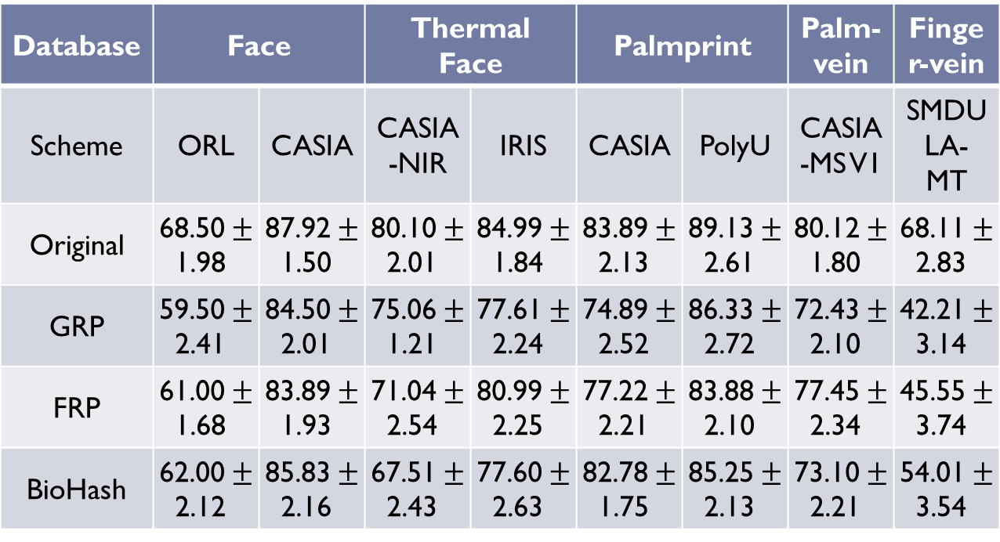 Database Face Thermal Face Palmprint Palm-vein Finger-vein
Scheme ORL CASIA CASIA-NIR IRIS CASIA PolyU CASIA-MSV1 SMDULA-MT
Original 68.50 ± 1.98 87.92 ± 1.50 80.10 ± 2.01 84.99 ± 1.84 83.89 ± 2.13 89.13 ± 2.61 80.12 ± 1.80 68.11 ± 2.83
GRP 59.50 ± 2.41 84.50 ± 2.01 75.06 ± 1.21 77.61 ± 2.24 74.89 ± 2.52 86.33 ± 2.72 72.43 ± 2.10 42.21 ± 3.14
FRP 61.00 ± 1.68 83.89 ± 1.93 71.04 ± 2.54 80.99 ± 2.25 77.22 ± 2.21 83.88 ± 2.10 77.45 ± 2.34 45.55 ± 3.74
BioHash 62.00 ± 2.12 85.83 ± 2.16 67.51 ± 2.43 77.60 ± 2.63 82.78 ± 1.75 85.25 ± 2.13 73.10 ± 2.21 54.01 ± 3.54